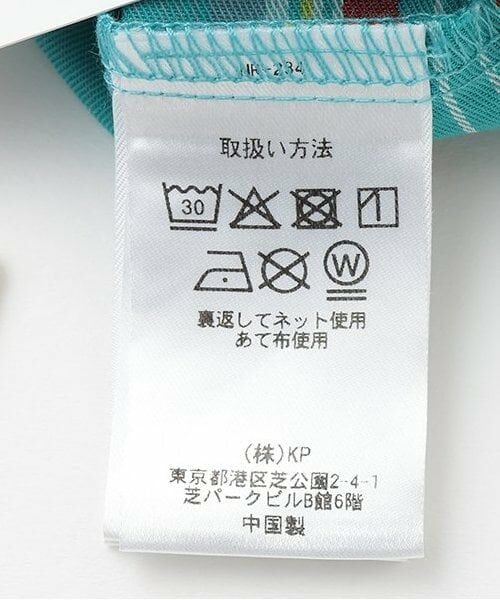 取扱い方法
30
W
裏返してネット使用
あて布使用
(株)KP
東京都港区芝公園2-4-1
芝パークビルB館6階
中国製